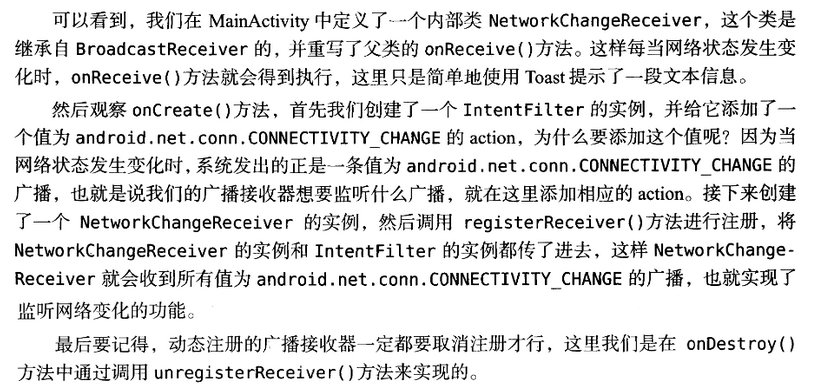 可以看到，我们在 MainActivity 中定义了一个内部类 NetworkChangeReceiver，这个类是
继承自 BroadcastReceiver 的，并重写了父类的 onReceive()方法。这样每当网络状态发生变
化时，onReceive()方法就会得到执行，这里只是简单地使用 Toast 提示了一段文本信息。
然后观察 onCreate()方法，首先我们创建了一个 IntentFilter 的实例，并给它添加了一
个值为 android.net.conn.CONNECTIVITY_CHANGE 的 action，为什么要添加这个值呢？因为当
网络状态发生变化时，系统发出的正是一条值为 android.net.conn.CONNECTIVITY_CHANGE 的
广播，也就是说我们的广播接收器想要监听什么广播，就在这里添加相应的 action。接下来创建
了一个 NetworkChangeReceiver 的实例，然后调用 registerReceiver()方法进行注册，将
NetworkChangeReceiver 的实例和 IntentFilter 的实例都传了进去，这样 NetworkChange-
Receiver 就会收到所有值为 android.net.conn.CONNECTIVITY_CHANGE 的广播，也就实现了
监听网络变化的功能。
最后要记得，动态注册的广播接收器一定都要取消注册才行，这里我们是在 onDestroy()
方法中通过调用 unregisterReceiver()方法来实现的。